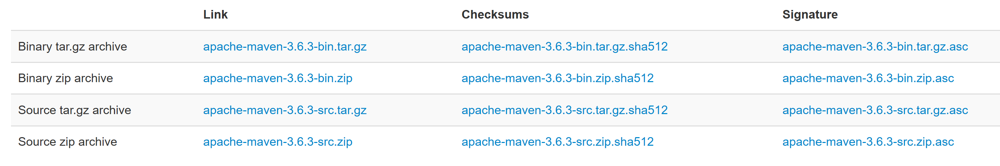 Link Checksums Signature
Binary tar.gz archive apache-maven-3.6.3-bin.tar.gz apache-maven-3.6.3-bin.tar.gz.sha512 apache-maven-3.6.3-bin.tar.gz.asc
Binary zip archive apache-maven-3.6.3-bin.zip apache-maven-3.6.3-bin.zip.sha512 apache-maven-3.6.3-bin.zip.asc
Source tar.gz archive apache-maven-3.6.3-src.tar.gz apache-maven-3.6.3-src.tar.gz.sha512 apache-maven-3.6.3-src.tar.gz.asc
Source zip archive apache-maven-3.6.3-src.zip apache-maven-3.6.3-src.zip.sha512 apache-maven-3.6.3-src.zip.asc